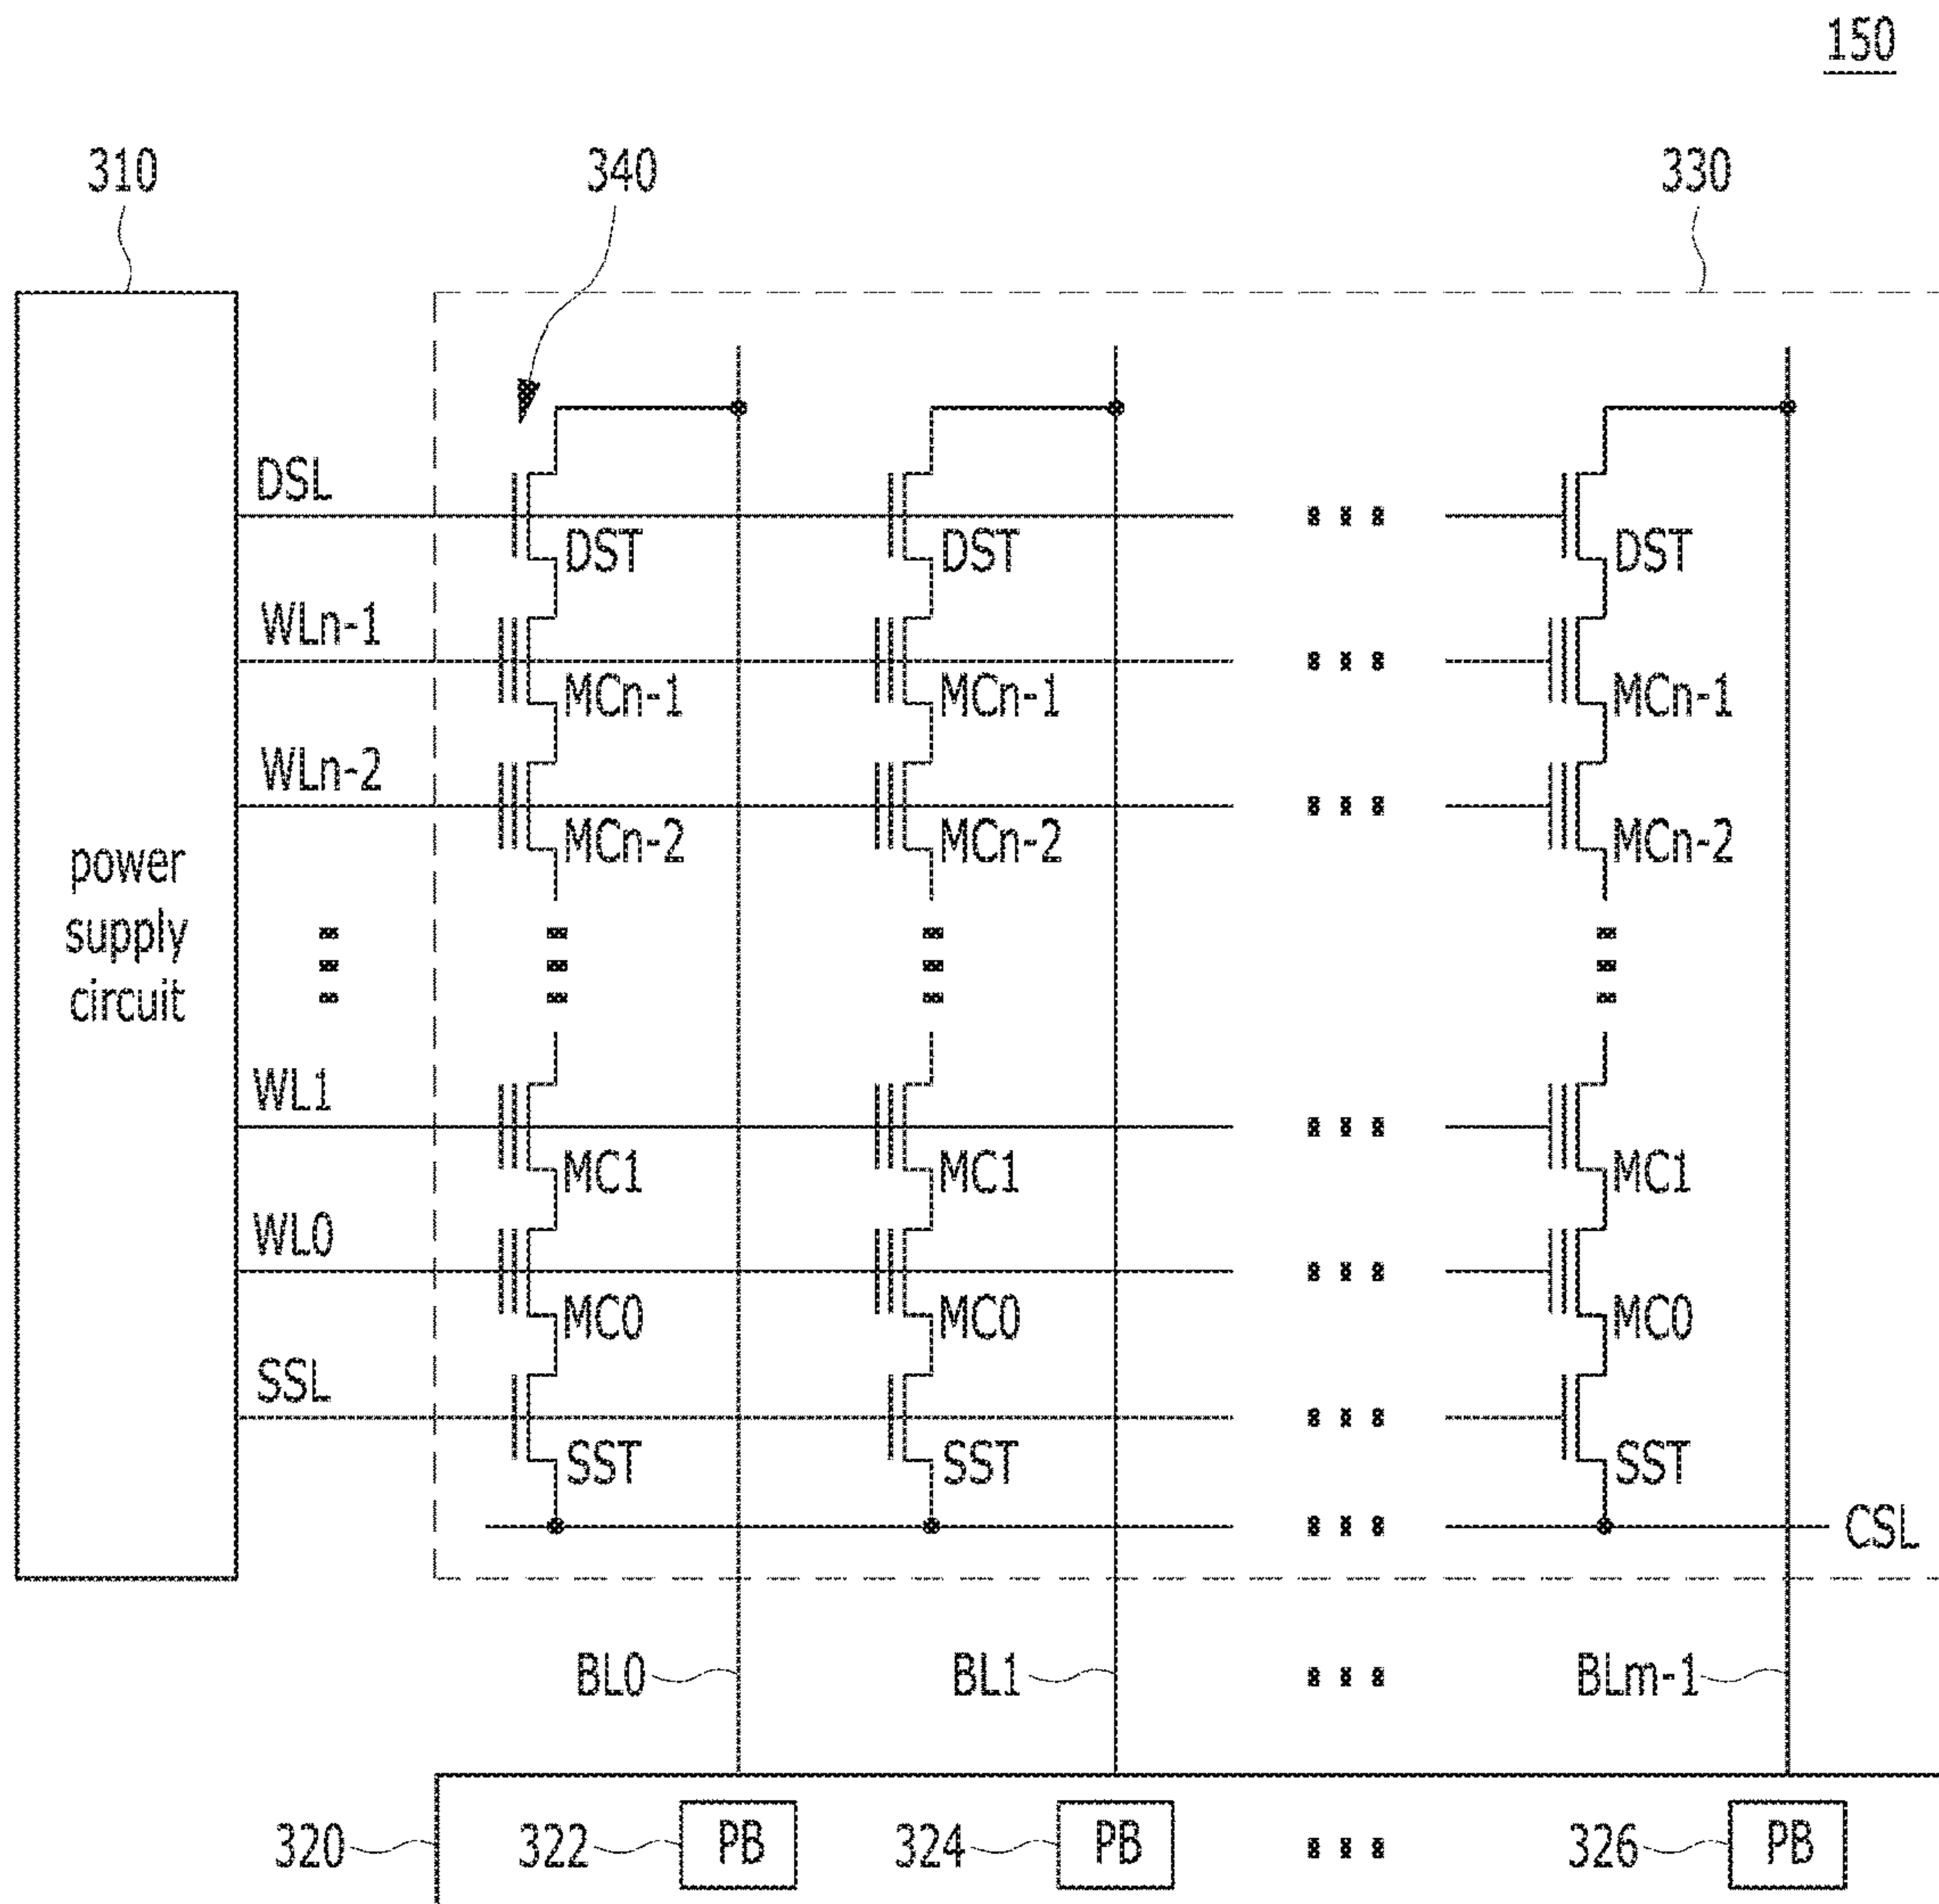 150
310 340 330
DSL
DST DST DST
WLn-1
MCn-1 MCn-1 MCn-1
WLn-2
MCn-2 MCn-2 MCn-2
power
supply
circuit
WL1
MC1 MC1 MC1
WL0
MC0 MC0 MC0
SSL
SST SST SST
CSL
BL0 BL1 BLm-1
320 322 PB 324 PB 326 PB